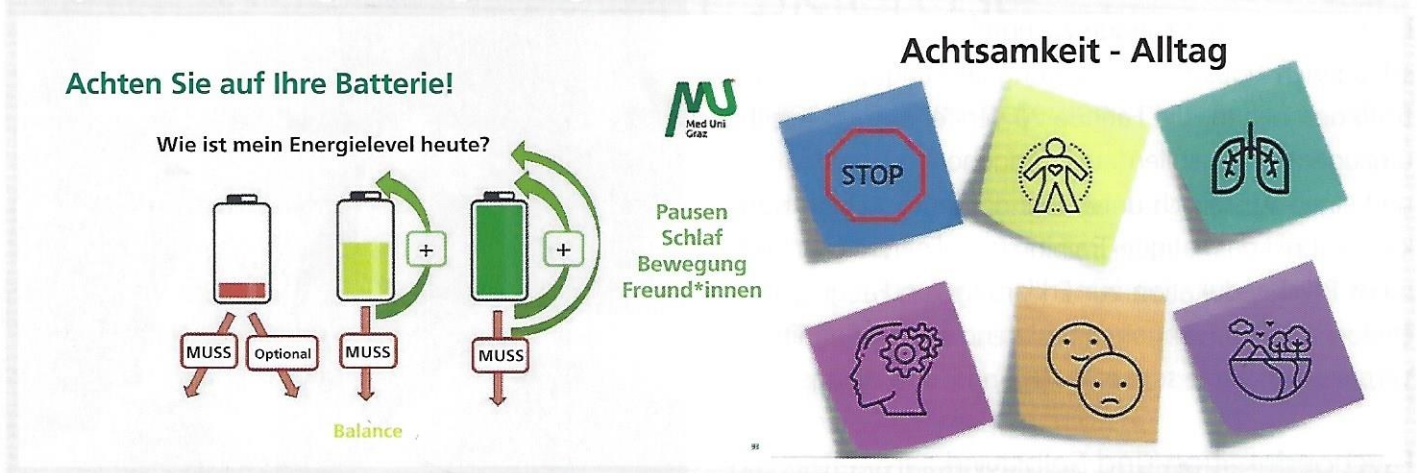 Achten Sie auf Ihre Batterie!
Wie ist mein Energielevel heute?
+
+
MUSS
Optional
MUSS
MUSS
Balance
Med Uni
Graz
Pausen
Schlaf
Bewegung
Freund*innen
93
Achtsamkeit - Alltag
STOP